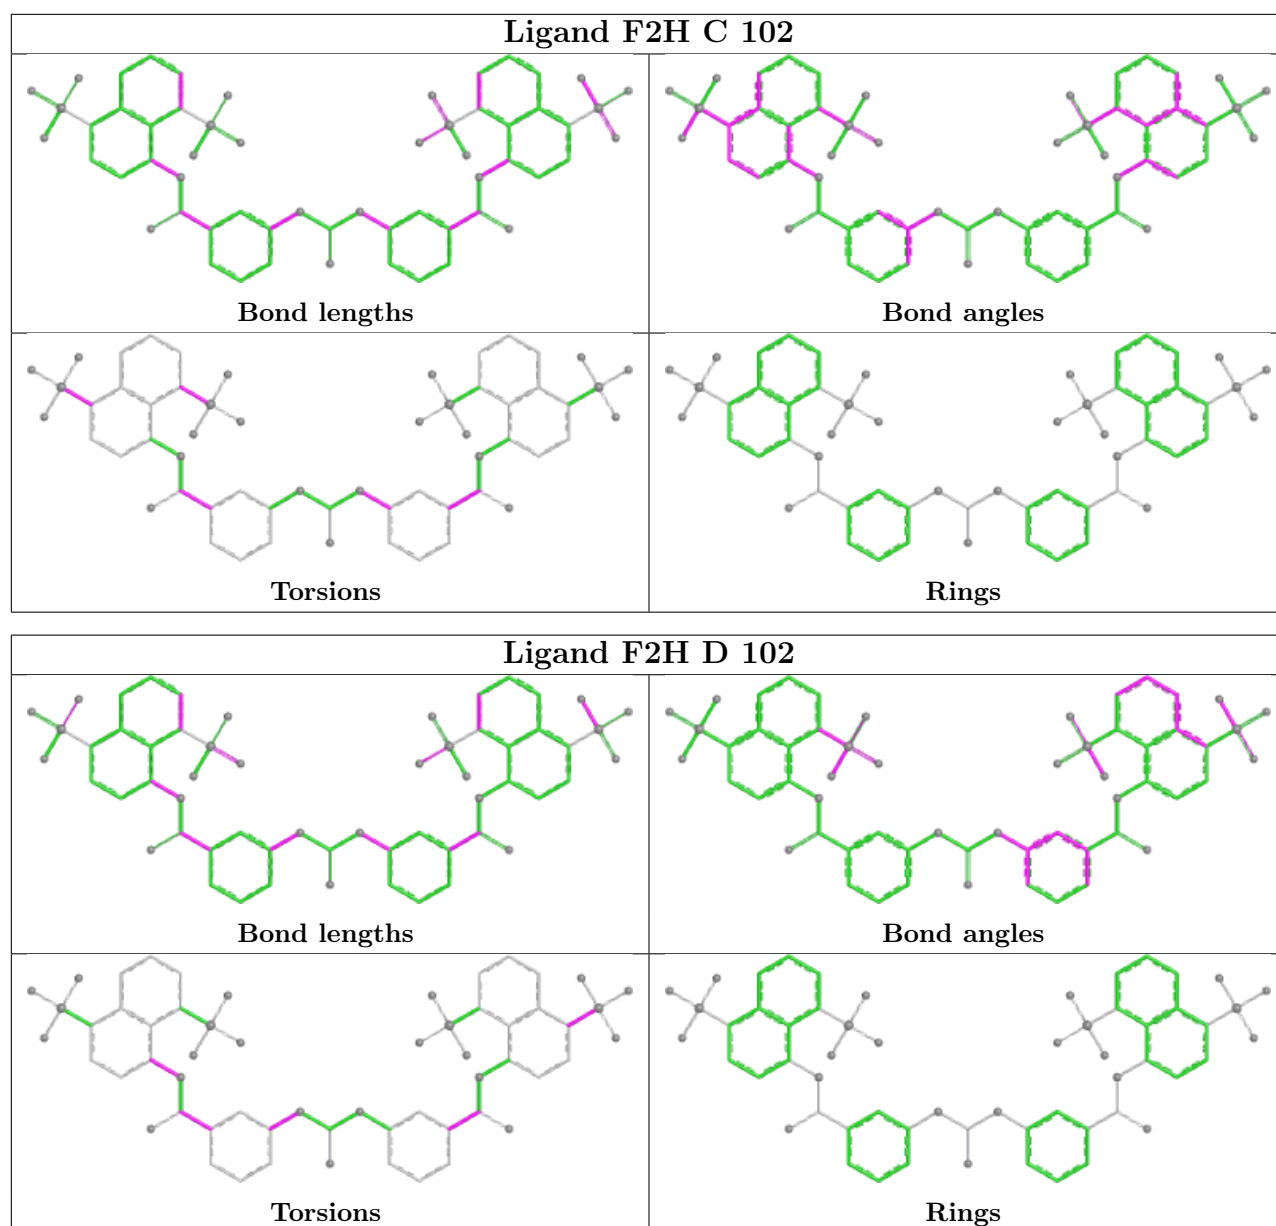 Ligand F2H C 102
Bond lengths
Bond angles
Torsions
Rings
Ligand F2H D 102
Bond lengths
Bond angles
Torsions
Rings